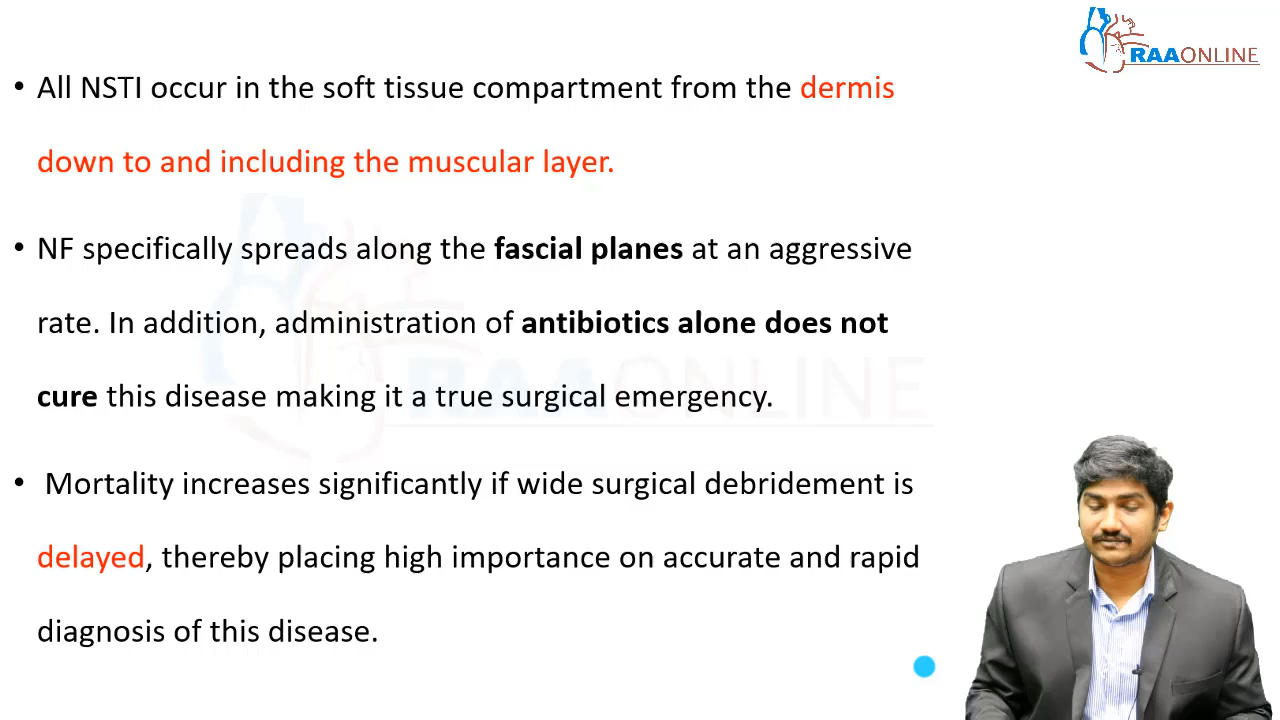 RAAONLINE
• All NSTI occur in the soft tissue compartment from the dermis
down to and including the muscular layer.
• NF specifically spreads along the fascial planes at an aggressive
rate. In addition, administration of antibiotics alone does not
cure this disease making it a true surgical emergency.
RAAONLINE
• Mortality increases significantly if wide surgical debridement is
delayed, thereby placing high importance on accurate and rapid
diagnosis of this disease.